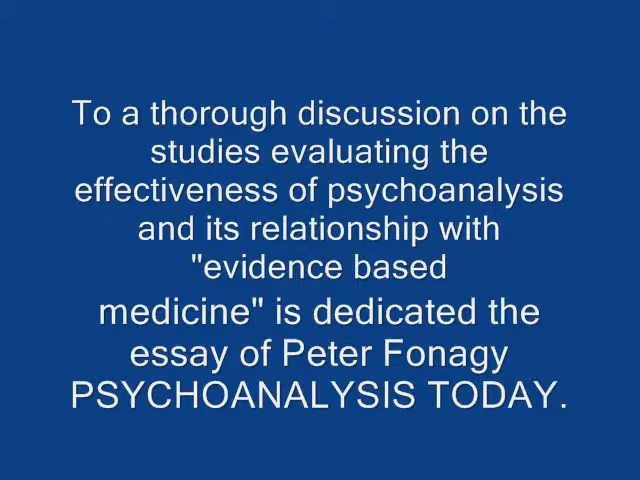 To a thorough discussion on the
studies evaluating the
effectiveness of psychoanalysis
and its relationship with
"evidence based
medicine" is dedicated the
essay of Peter Fonagy
PSYCHOANALYSIS TODAY.